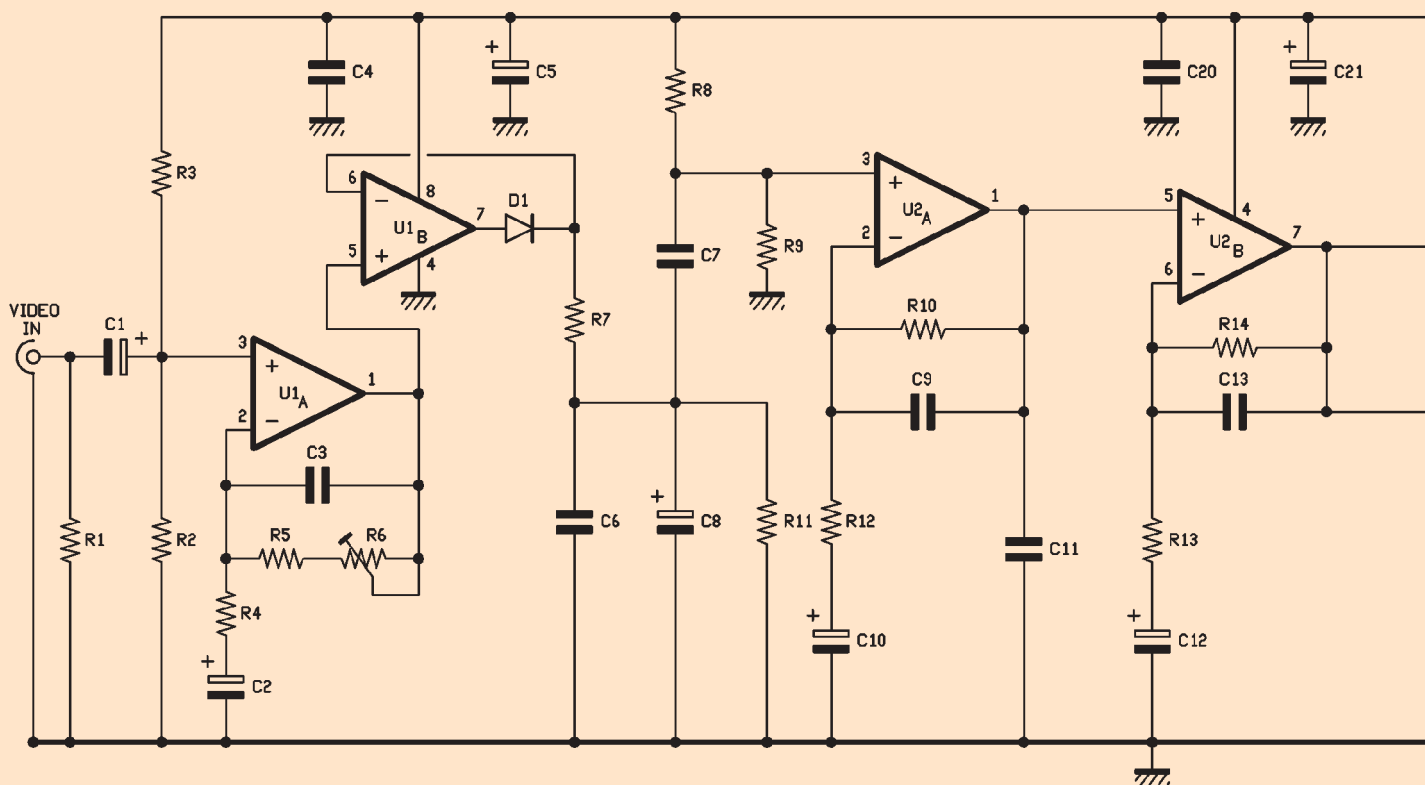 C4
+
C5
C20
+
C21
R8
R3
6
8
−
D1
3
+
1
U1B
7
U2A
5
+
4
5
+
2
−
R9
U2B
7
4
C7
6
−
VIDEO
IN
C1
+
R7
R10
R14
3
+
1
C9
C13
U1A
2
−
C3
+
R1
R2
R5
R6
C6
C8
R11
R12
C11
R13
R4
+
C10
+
C12
+
C2